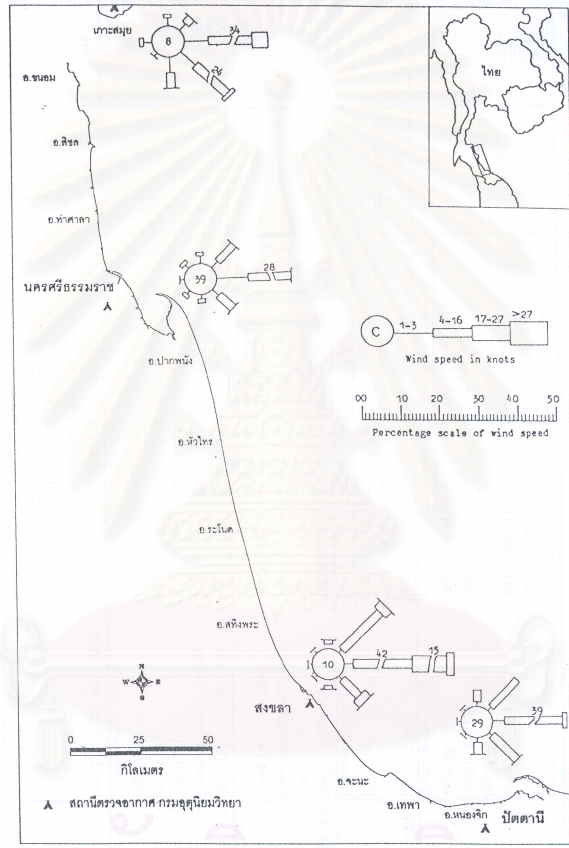 เกาะสมุย
8
34
24
อ.ขนอม
ไทย
อ.สิชล
อ.ท่าศาลา
39
28
นครศรีธรรมราช
อ.ปากพนัง
C
1-3
4-16
17-27
>27
Wind speed in knots
00 10 20 30 40 50
Percentage scale of wind speed
อ.หัวไทร
อ.ระโนด
อ.สทิงพระ
10
42
15
N
W E
S
สงขลา
29
39
0 25 50
กิโลเมตร
อ.จะนะ
อ.เทพา
อ.หนองจิก
ปัตตานี
สถานีตรวจอากาศ กรมอุตุนิยมวิทยา